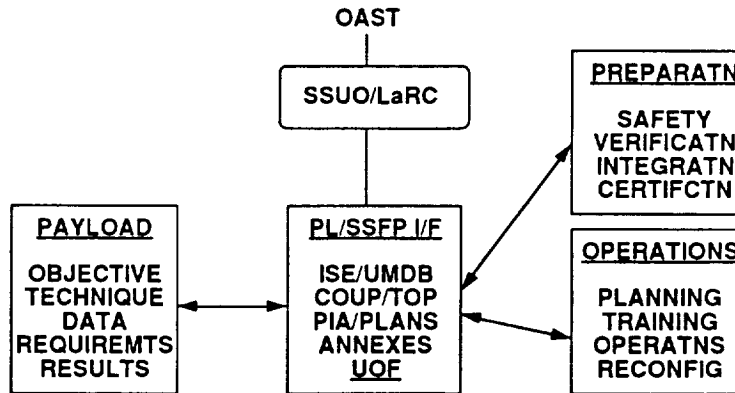 OAST
SSUO/LaRC
PAYLOAD
OBJECTIVE
TECHNIQUE
DATA
REQUIREMTS
RESULTS
PL/SSFP I/F
ISE/UMDB
COUP/TOP
PIA/PLANS
ANNEXES
UOF
PREPARATN
SAFETY
VERIFICATN
INTEGRATN
CERTIFCTN
OPERATIONS
PLANNING
TRAINING
OPERATNS
RECONFIG